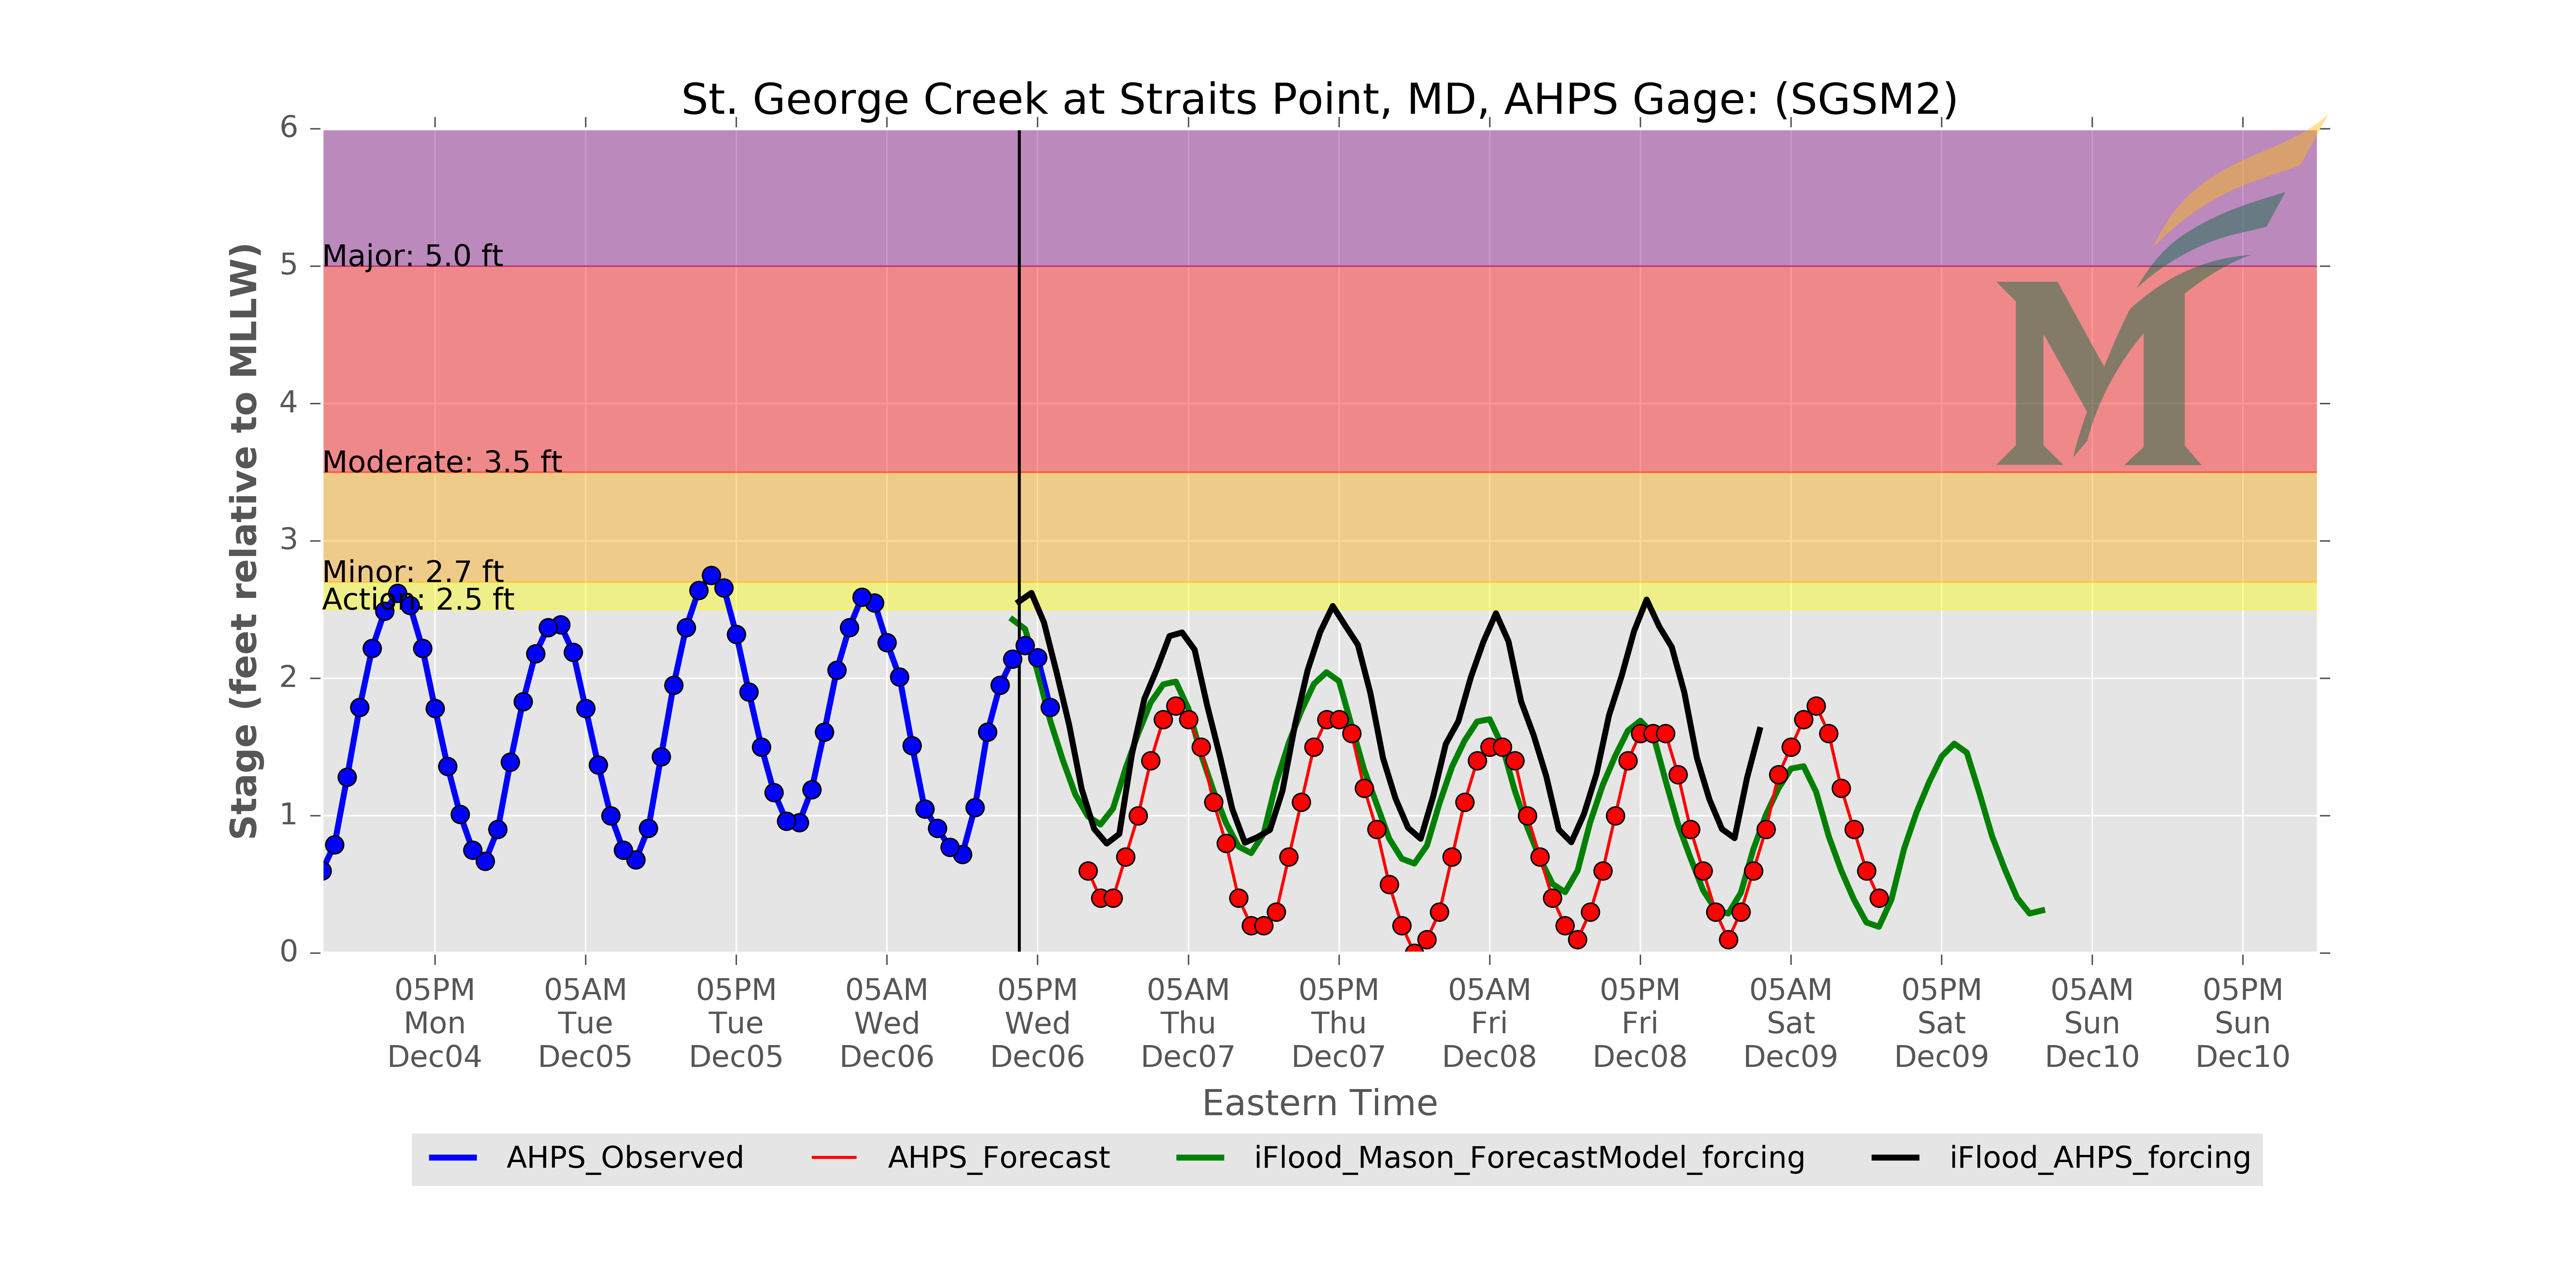 St. George Creek at Straits Point, MD, AHPS Gage: (SGSM2)
Stage (feet relative to MLLW)
6
5
4
3
2
1
0
Major: 5.0 ft
Moderate: 3.5 ft
Minor: 2.7 ft
Action: 2.5 ft
M
05PM 05AM 05PM 05AM 05PM 05AM 05PM 05AM 05PM 05AM 05PM 05AM 05PM
Mon Tue Tue Wed Wed Thu Thu Fri Fri Sat Sat Sun Sun
Dec04 Dec05 Dec05 Dec06 Dec06 Dec07 Dec07 Dec08 Dec08 Dec09 Dec09 Dec10 Dec10
Eastern Time
AHPS_Observed AHPS_Forecast iFlood_Mason_ForecastModel_forcing iFlood_AHPS_forcing